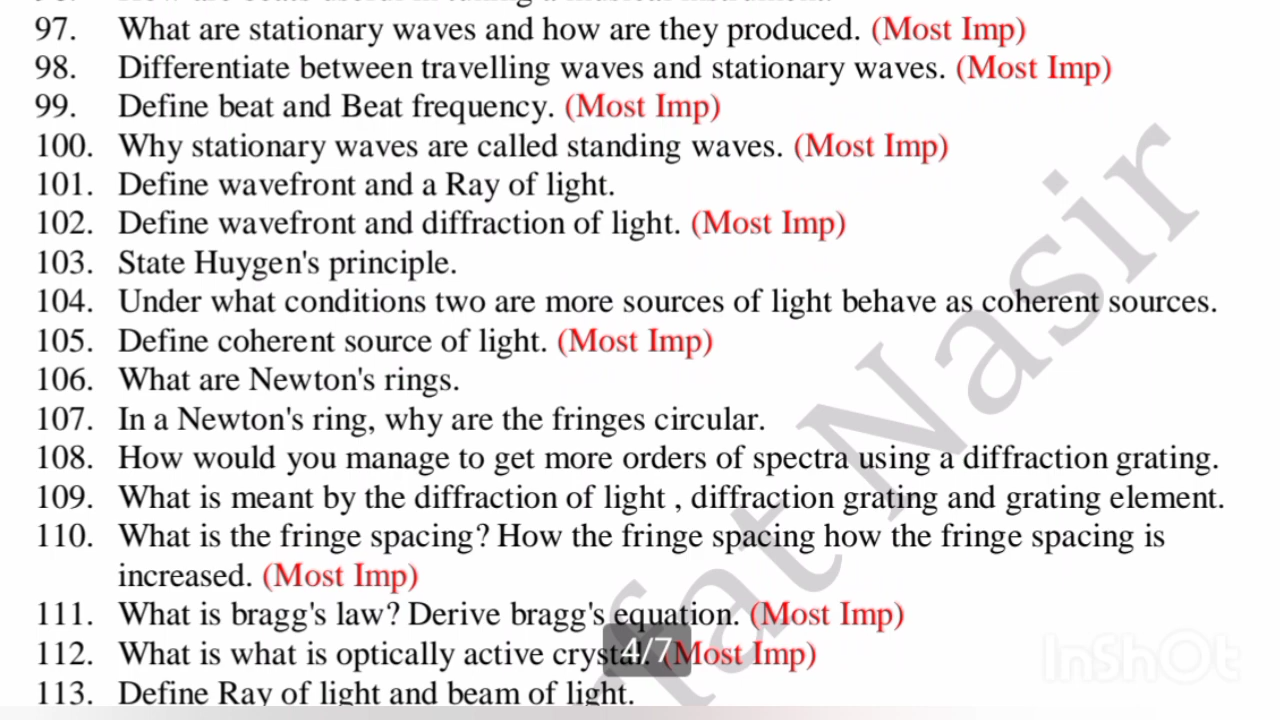 97. What are stationary waves and how are they produced. (Most Imp)
98. Differentiate between travelling waves and stationary waves. (Most Imp)
99. Define beat and Beat frequency. (Most Imp)
100. Why stationary waves are called standing waves. (Most Imp)
101. Define wavefront and a Ray of light.
102. Define wavefront and diffraction of light. (Most Imp)
103. State Huygen's principle.
104. Under what conditions two are more sources of light behave as coherent sources.
105. Define coherent source of light. (Most Imp)
106. What are Newton's rings.
107. In a Newton's ring, why are the fringes circular.
108. How would you manage to get more orders of spectra using a diffraction grating.
109. What is meant by the diffraction of light , diffraction grating and grating element.
110. What is the fringe spacing? How the fringe spacing how the fringe spacing is
increased. (Most Imp)
111. What is bragg's law? Derive bragg's equation. (Most Imp)
112. What is what is optically active crystal. (Most Imp)
4/7
113. Define Ray of light and beam of light.
Nasir
InShOt